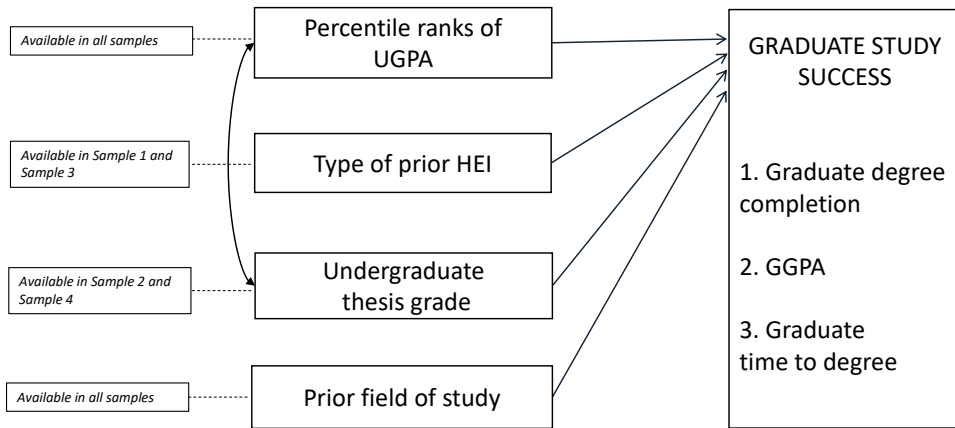 Available in all samples
Percentile ranks of
UGPA
Available in Sample 1 and
Sample 3
Type of prior HEI
Available in Sample 2 and
Sample 4
Undergraduate
thesis grade
Available in all samples
Prior field of study
GRADUATE STUDY
SUCCESS
1. Graduate degree
completion
2. GGPA
3. Graduate
time to degree